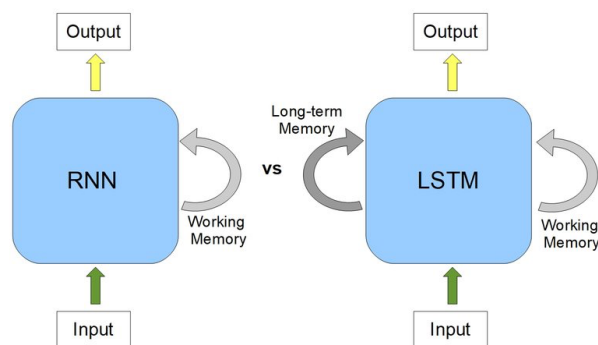 Output
RNN
Working
Memory
Input
vs
Output
Long-term
Memory
LSTM
Working
Memory
Input